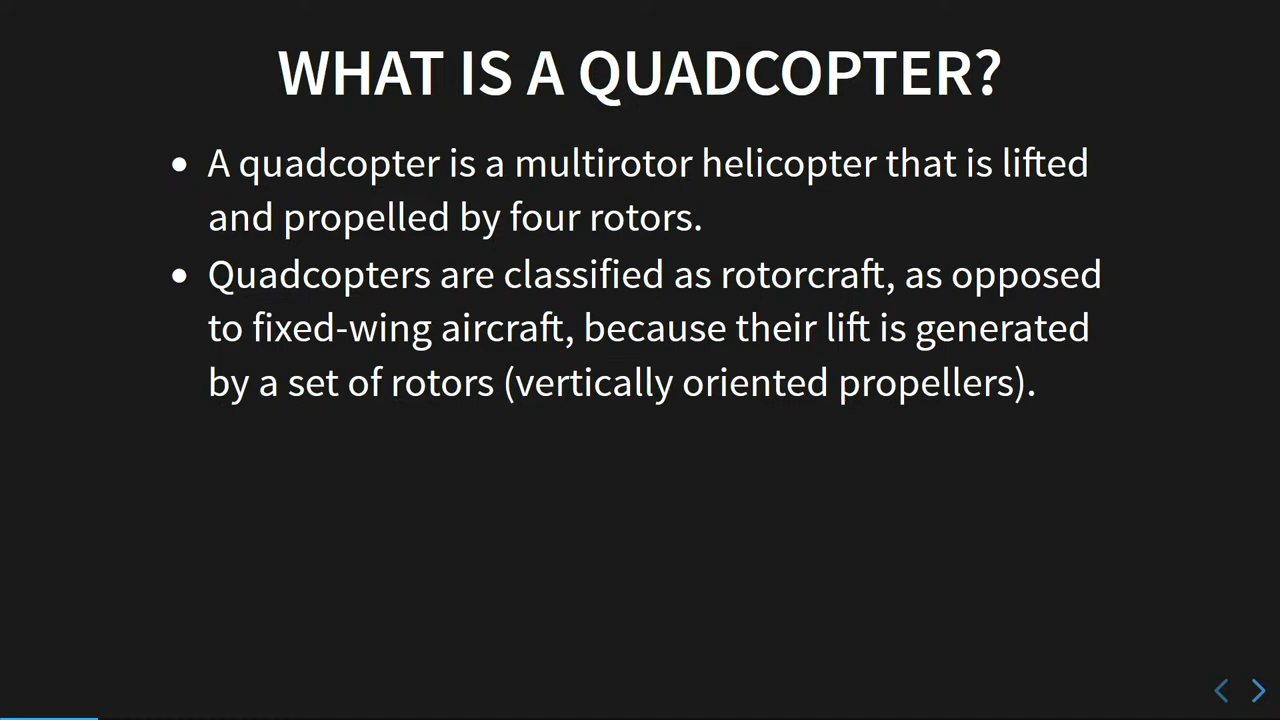 WHAT IS A QUADCOPTER?
• A quadcopter is a multirotor helicopter that is lifted
and propelled by four rotors.
• Quadcopters are classified as rotorcraft, as opposed
to fixed-wing aircraft, because their lift is generated
by a set of rotors (vertically oriented propellers).